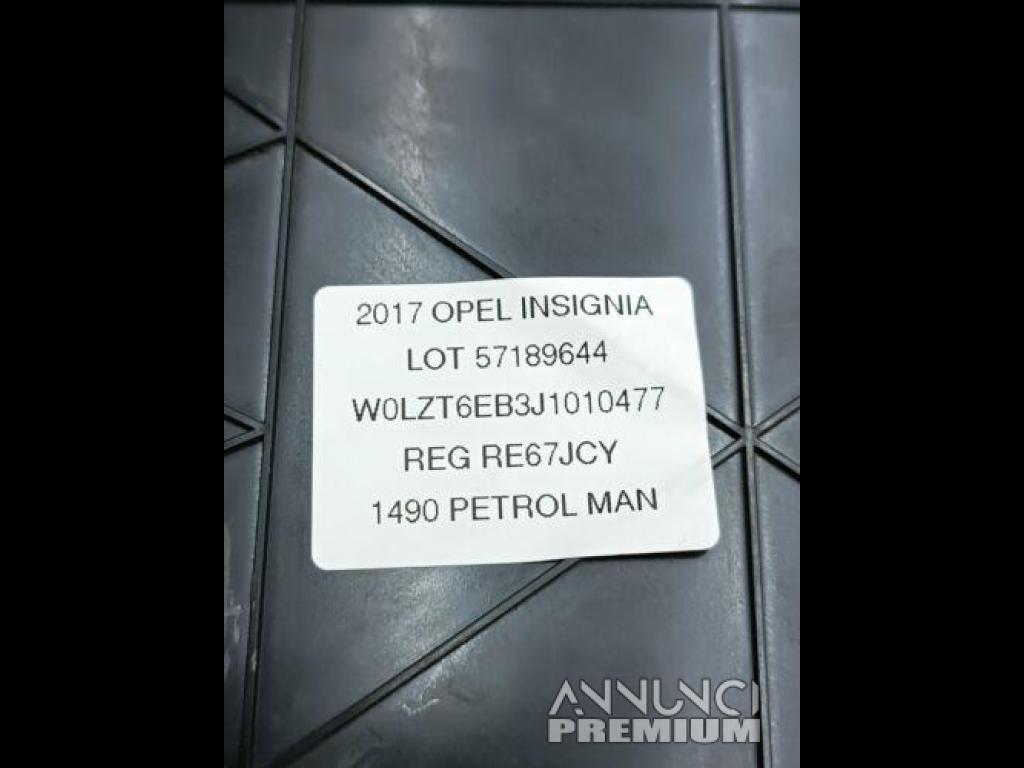 2017 OPEL INSIGNIA
LOT 57189644
W0LZT6EB3J1010477
REG RE67JCY
1490 PETROL MAN
ANNUNCI
PREMIUM